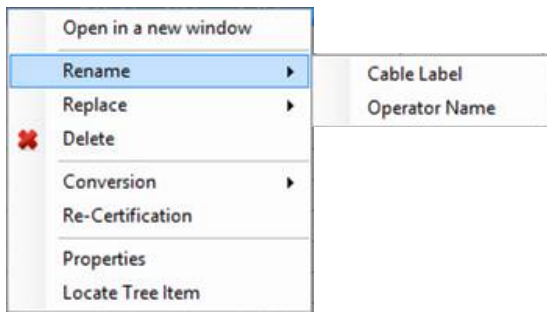 Open in a new window
Rename
Cable Label
Replace
Operator Name
Delete
Conversion
Re-Certification
Properties
Locate Tree Item